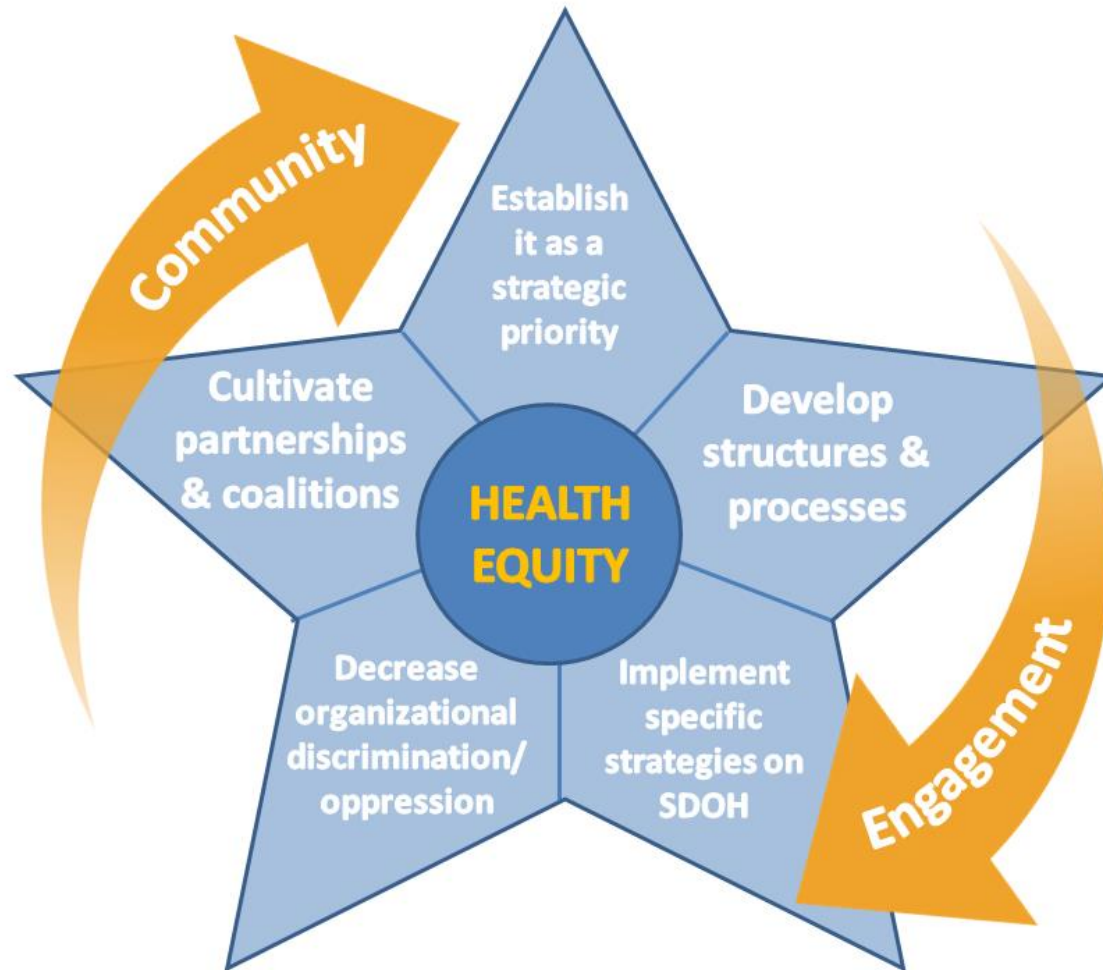 Community
Establish
it as a
strategic
priority
Cultivate
partnerships
& coalitions
Develop
structures &
processes
HEALTH
EQUITY
Decrease
organizational
discrimination/
oppression
Implement
specific
strategies on
SDOH
Engagement